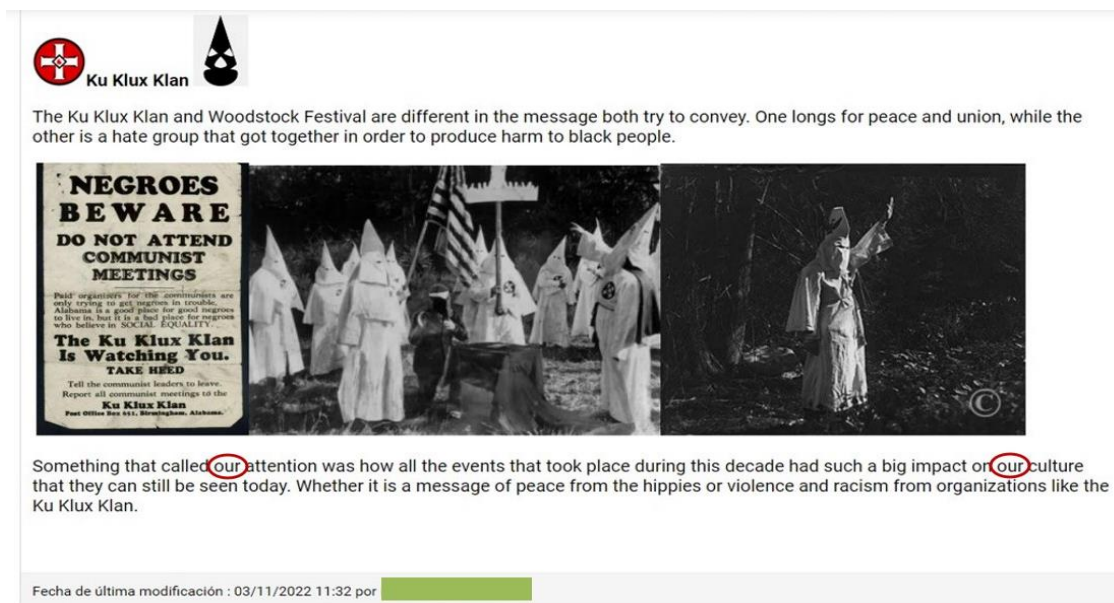 Ku Klux Klan
The Ku Klux Klan and Woodstock Festival are different in the message both try to convey. One longs for peace and union, while the
other is a hate group that got together in order to produce harm to black people.
NEGROES
BEWARE
DO NOT ATTEND
COMMUNIST
MEETINGS
Paid organizers for the communists are
only trying to get negroes in trouble.
Alabama is a good place for good negroes
to live in, but it is a bad place for negroes
who believe in SOCIAL EQUALITY.
The Ku Klux Klan
Is Watching You.
TAKE HEED
Tell the communist leaders to leave.
Report all communist meetings to the
Ku Klux Klan
Post Office Box 651, Birmingham, Alabama.
©
Something that called our attention was how all the events that took place during this decade had such a big impact on our culture
that they can still be seen today. Whether it is a message of peace from the hippies or violence and racism from organizations like the
Ku Klux Klan.
Fecha de última modificación : 03/11/2022 11:32 por